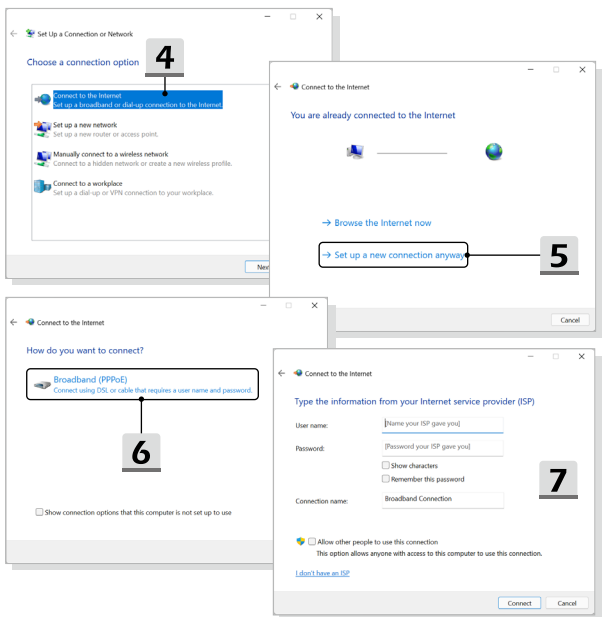 Set Up a Connection or Network
Choose a connection option
4
Connect to the Internet
Set up a broadband or dial-up connection to the Internet.
Set up a new network
Set up a new router or access point.
Manually connect to a wireless network
Connect to a hidden network or create a new wireless profile.
Connect to a workplace
Set up a dial-up or VPN connection to your workplace.
Connect to the Internet
You are already connected to the Internet
→ Browse the Internet now
→ Set up a new connection anyway
5
Cancel
Connect to the Internet
How do you want to connect?
Broadband (PPPoE)
Connect using DSL or cable that requires a user name and password.
6
Show connection options that this computer is not set up to use
Connect to the Internet
Type the information from your Internet service provider (ISP)
User name: [Name your ISP gave you]
Password: [Password your ISP gave you]
Show characters
Remember this password
7
Connection name: Broadband Connection
Allow other people to use this connection
This option allows anyone with access to this computer to use this connection.
I don't have an ISP
Connect Cancel